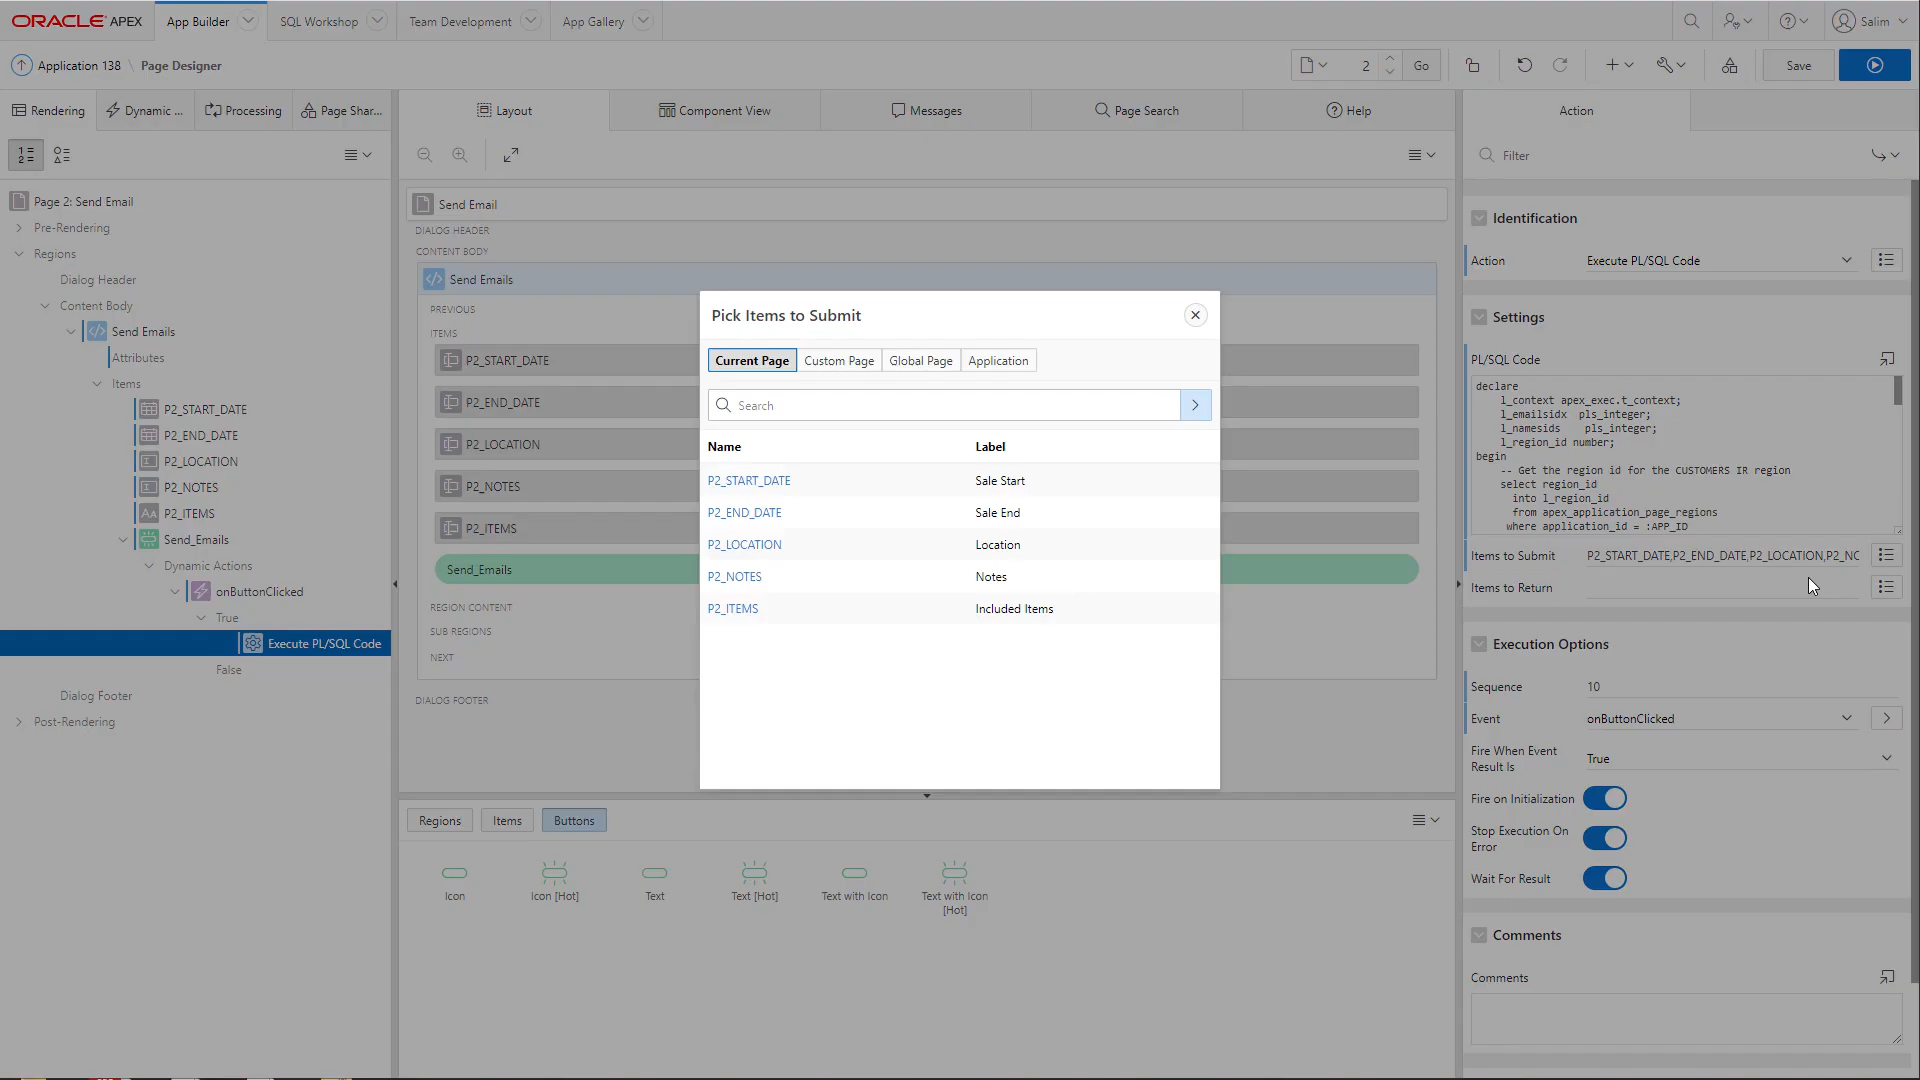 ORACLE APEX App Builder SQL Workshop Team Development App Gallery Salim
Application 138 \ Page Designer 2 Go Save
Rendering Dynamic ... Processing Page Shar... Layout Component View Messages Page Search Help Action
Filter
Page 2: Send Email
Pre-Rendering
Regions
Dialog Header
Content Body
Send Emails
Attributes
Items
P2_START_DATE
P2_END_DATE
P2_LOCATION
P2_NOTES
P2_ITEMS
Send_Emails
Dynamic Actions
onButtonClicked
True
Execute PL/SQL Code
False
Dialog Footer
Post-Rendering
Send Email
DIALOG HEADER
CONTENT BODY
Send Emails
PREVIOUS
ITEMS
P2_START_DATE
P2_END_DATE
P2_LOCATION
P2_NOTES
P2_ITEMS
Send_Emails
REGION CONTENT
SUB REGIONS
NEXT
DIALOG FOOTER
Pick Items to Submit
Current Page Custom Page Global Page Application
Search
Name Label
P2_START_DATE Sale Start
P2_END_DATE Sale End
P2_LOCATION Location
P2_NOTES Notes
P2_ITEMS Included Items
Regions Items Buttons
Icon Icon [Hot] Text Text [Hot] Text with Icon Text with Icon
[Hot]
Identification
Action Execute PL/SQL Code
Settings
PL/SQL Code
declare
l_context apex_exec.t_context;
l_emailsidx pls_integer;
l_namesids pls_integer;
l_region_id number;
begin
-- Get the region id for the CUSTOMERS IR region
select region_id
into l_region_id
from apex_application_page_regions
where application_id = :APP_ID
Items to Submit P2_START_DATE,P2_END_DATE,P2_LOCATION,P2_NC
Items to Return
Execution Options
Sequence 10
Event onButtonClicked
Fire When Event
Result Is True
Fire on Initialization
Stop Execution On
Error
Wait For Result
Comments
Comments